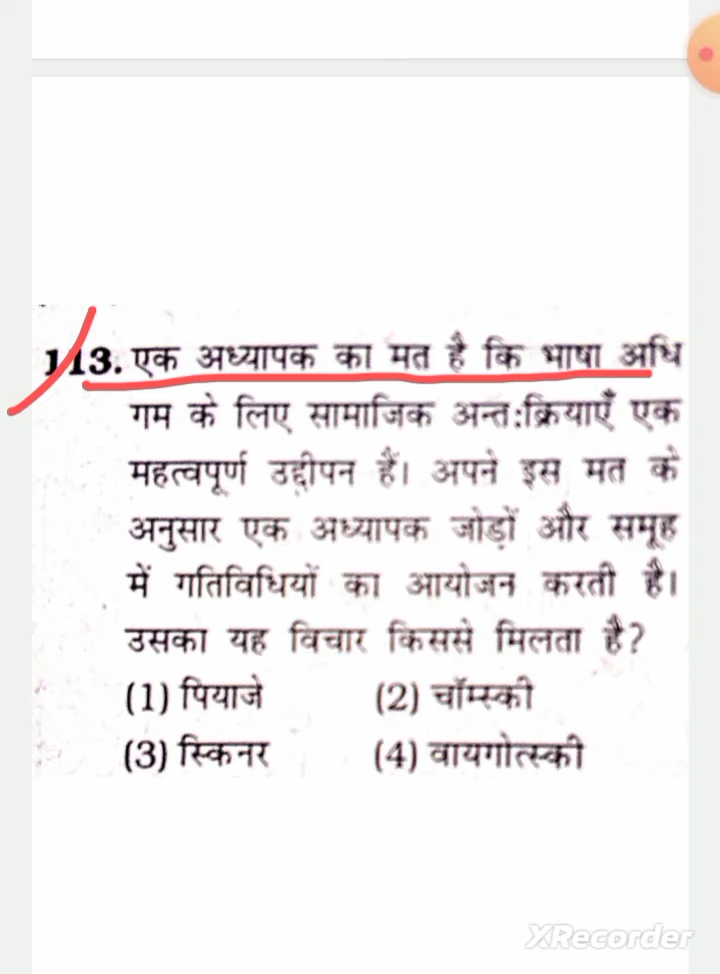 113. एक अध्यापक का मत है कि भाषा अधि
गम के लिए सामाजिक अन्त:क्रियाएँ एक
महत्वपूर्ण उद्दीपन हैं। अपने इस मत के
अनुसार एक अध्यापक जोड़ों और समूह
में गतिविधियों का आयोजन करती है।
उसका यह विचार किससे मिलता है?
(1) पियाजे (2) चॉम्स्की
(3) स्किनर (4) वायगोत्स्की
XRecorder